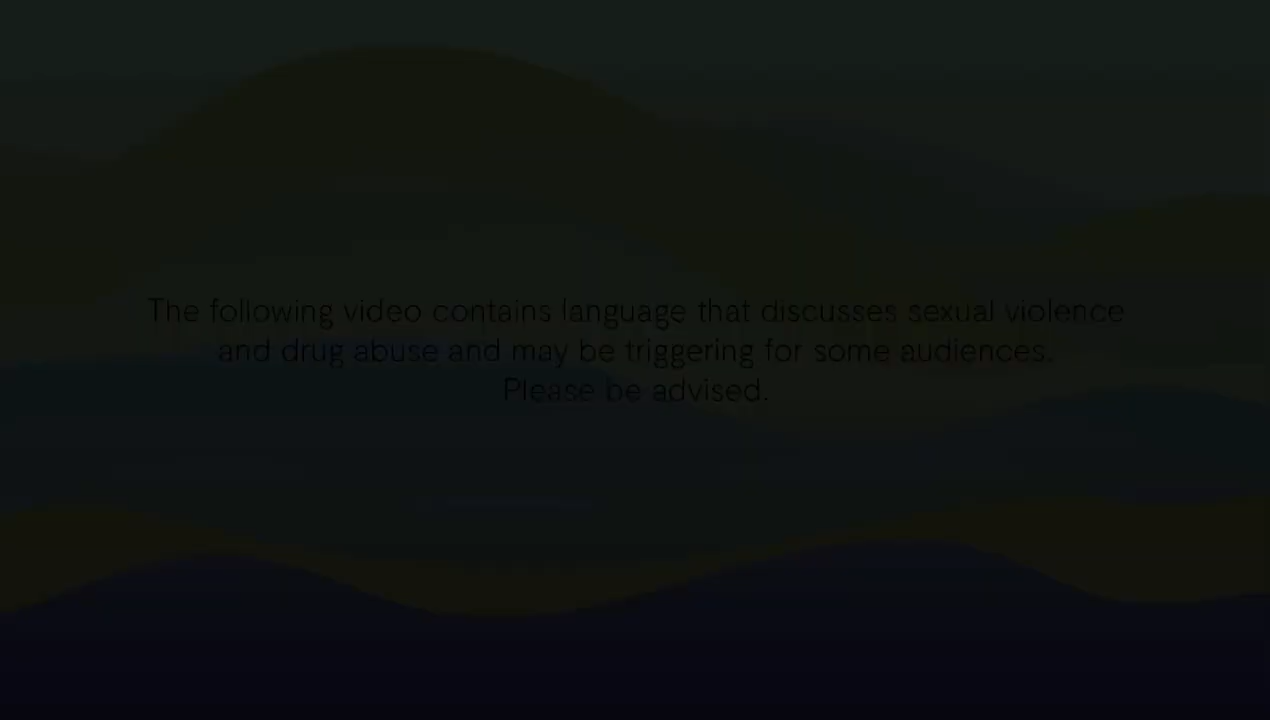 The following video contains language that discusses sexual violence
and drug abuse and may be triggering for some audiences.
Please be advised.